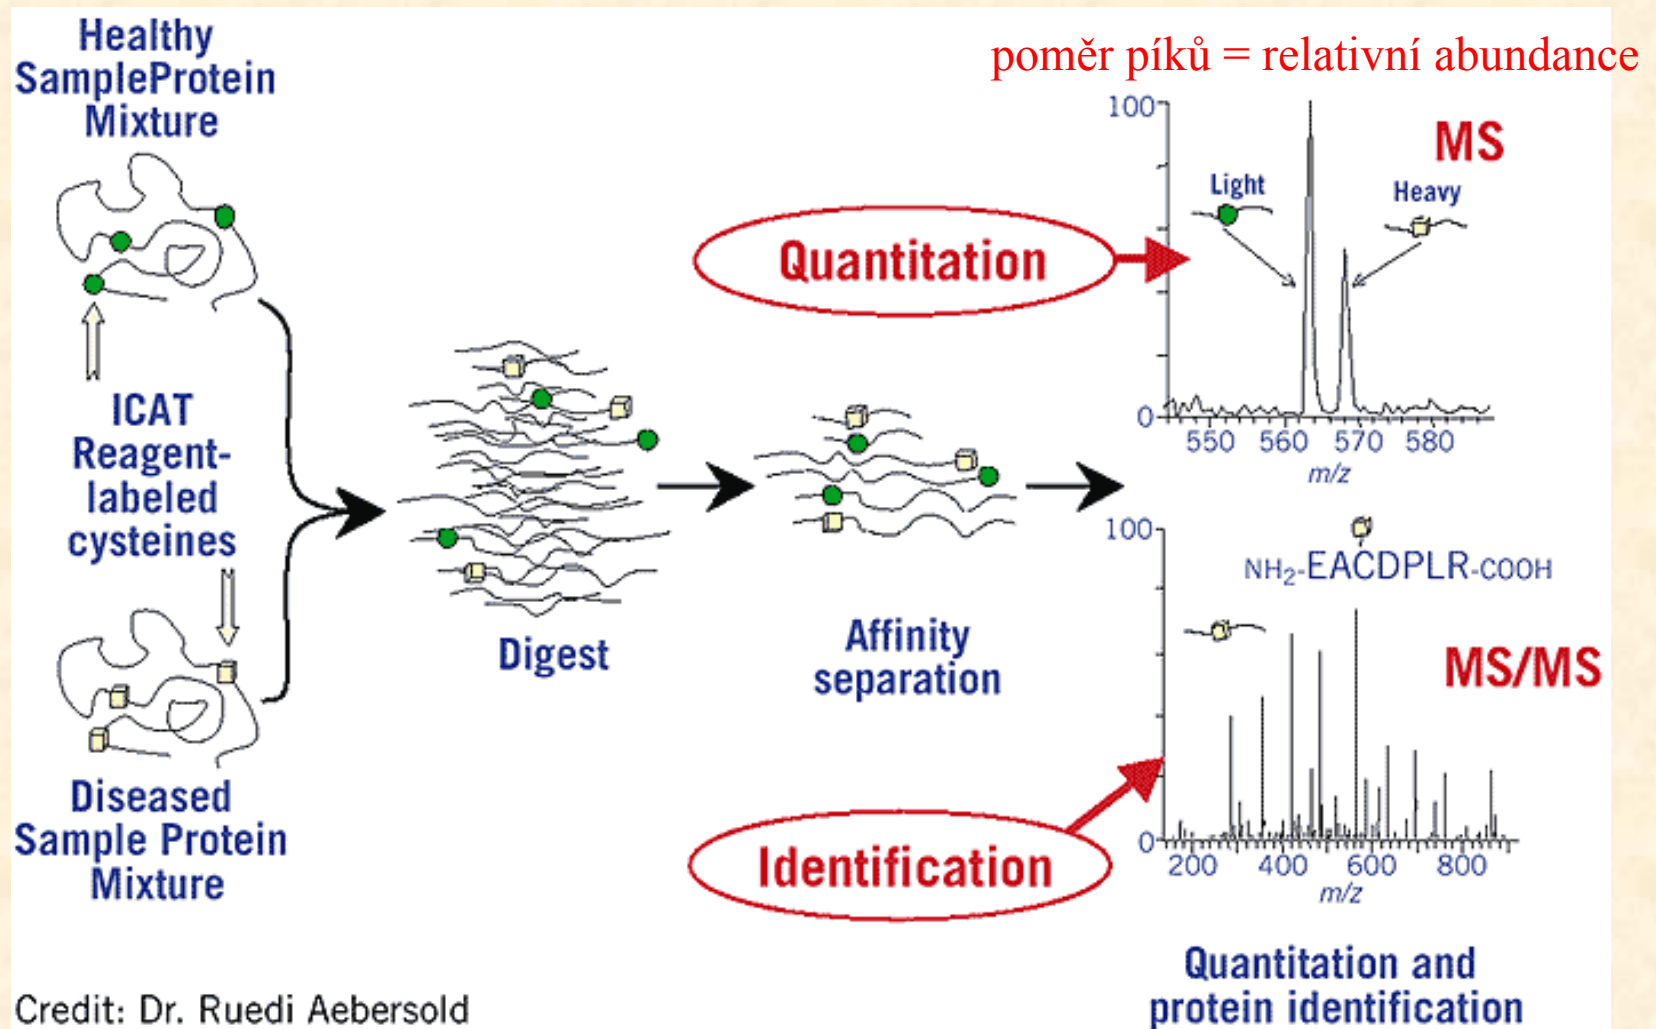 Healthy
SampleProtein
Mixture
ICAT
Reagent-
labeled
cysteines
Diseased
Sample Protein
Mixture
Credit: Dr. Ruedi Aebersold
Digest
Affinity
separation
Quantitation
Identification
poměr píků = relativní abundance
100
MS
Light
Heavy
0
550 560 570 580
m/z
100
NH2-EACDPLR-COOH
MS/MS
0
200 400 600 800
m/z
Quantitation and
protein identification